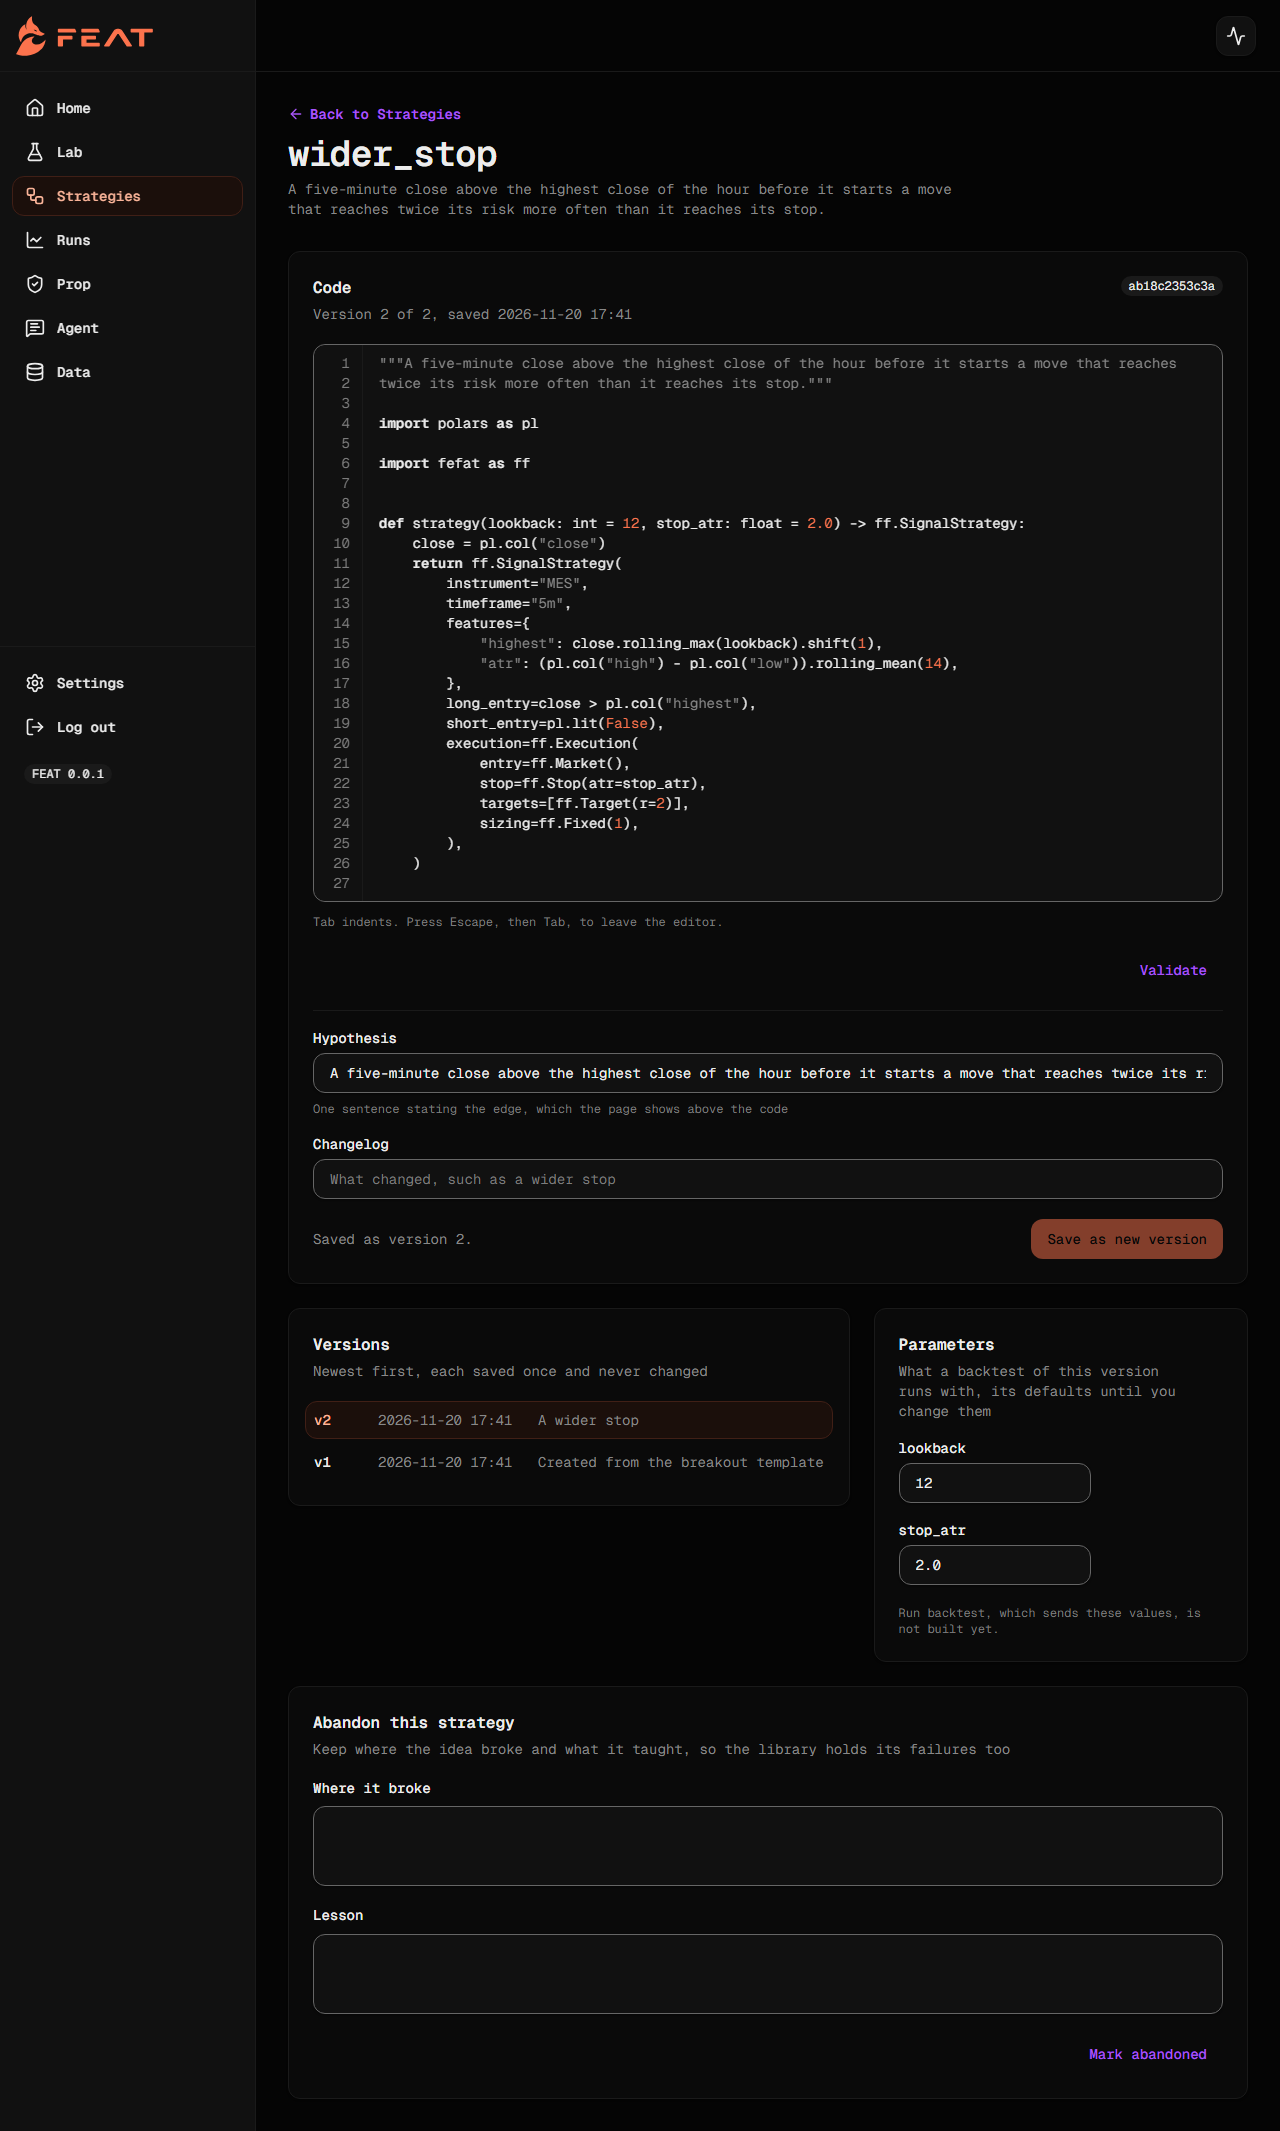 FEAT
Home
Lab
Strategies
Runs
Prop
Agent
Data
Settings
Log out
FEAT 0.0.1
← Back to Strategies
wider_stop
A five-minute close above the highest close of the hour before it starts a move
that reaches twice its risk more often than it reaches its stop.
Code
ab18c2353c3a
Version 2 of 2, saved 2026-11-20 17:41
1 """A five-minute close above the highest close of the hour before it starts a move that reaches
2 twice its risk more often than it reaches its stop."""
3
4 import polars as pl
5
6 import fefat as ff
7
8
9 def strategy(lookback: int = 12, stop_atr: float = 2.0) -> ff.SignalStrategy:
10     close = pl.col("close")
11     return ff.SignalStrategy(
12         instrument="MES",
13         timeframe="5m",
14         features={
15             "highest": close.rolling_max(lookback).shift(1),
16             "atr": (pl.col("high") - pl.col("low")).rolling_mean(14),
17         },
18         long_entry=close > pl.col("highest"),
19         short_entry=pl.lit(False),
20         execution=ff.Execution(
21             entry=ff.Market(),
22             stop=ff.Stop(atr=stop_atr),
23             targets=[ff.Target(r=2)],
24             sizing=ff.Fixed(1),
25         ),
26     )
27
Tab indents. Press Escape, then Tab, to leave the editor.
Validate
Hypothesis
A five-minute close above the highest close of the hour before it starts a move that reaches twice its
One sentence stating the edge, which the page shows above the code
Changelog
What changed, such as a wider stop
Saved as version 2.
Save as new version
Versions
Newest first, each saved once and never changed
v2 2026-11-20 17:41 A wider stop
v1 2026-11-20 17:41 Created from the breakout template
Parameters
What a backtest of this version
runs with, its defaults until you
change them
lookback
12
stop_atr
2.0
Run backtest, which sends these values, is
not built yet.
Abandon this strategy
Keep where the idea broke and what it taught, so the library holds its failures too
Where it broke
Lesson
Mark abandoned